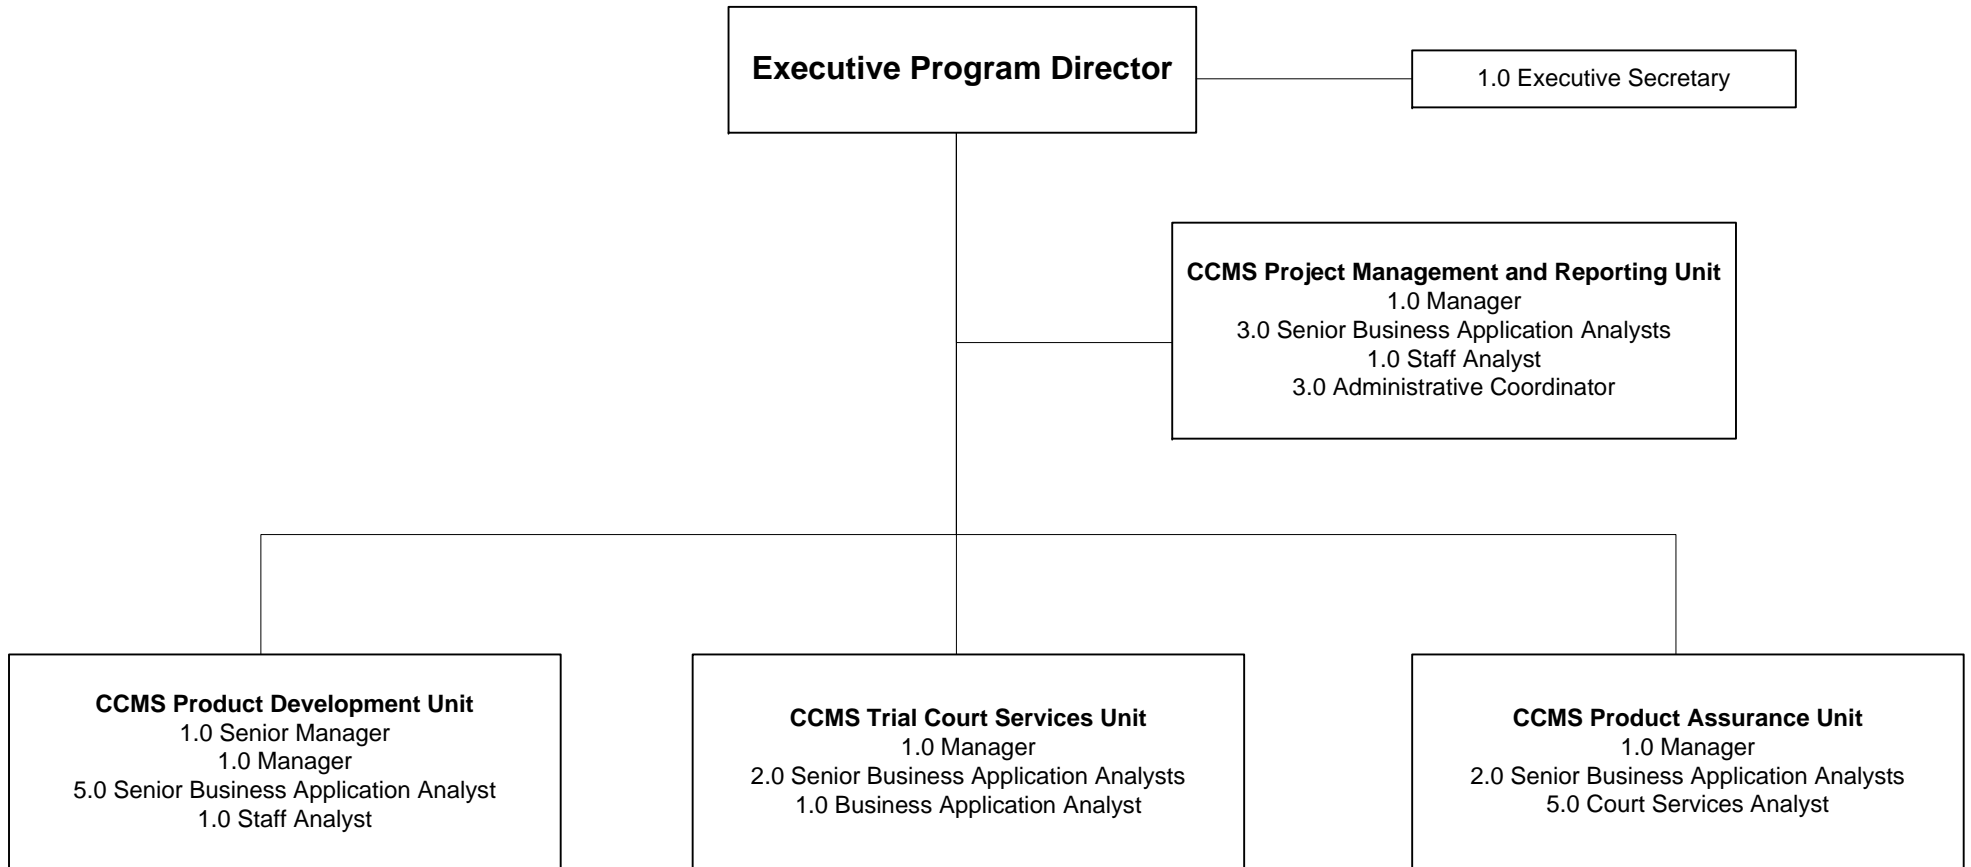 Executive Program Director
1.0 Executive Secretary
CCMS Project Management and Reporting Unit
1.0 Manager
3.0 Senior Business Application Analysts
1.0 Staff Analyst
3.0 Administrative Coordinator
CCMS Product Development Unit
1.0 Senior Manager
1.0 Manager
5.0 Senior Business Application Analyst
1.0 Staff Analyst
CCMS Trial Court Services Unit
1.0 Manager
2.0 Senior Business Application Analysts
1.0 Business Application Analyst
CCMS Product Assurance Unit
1.0 Manager
2.0 Senior Business Application Analysts
5.0 Court Services Analyst